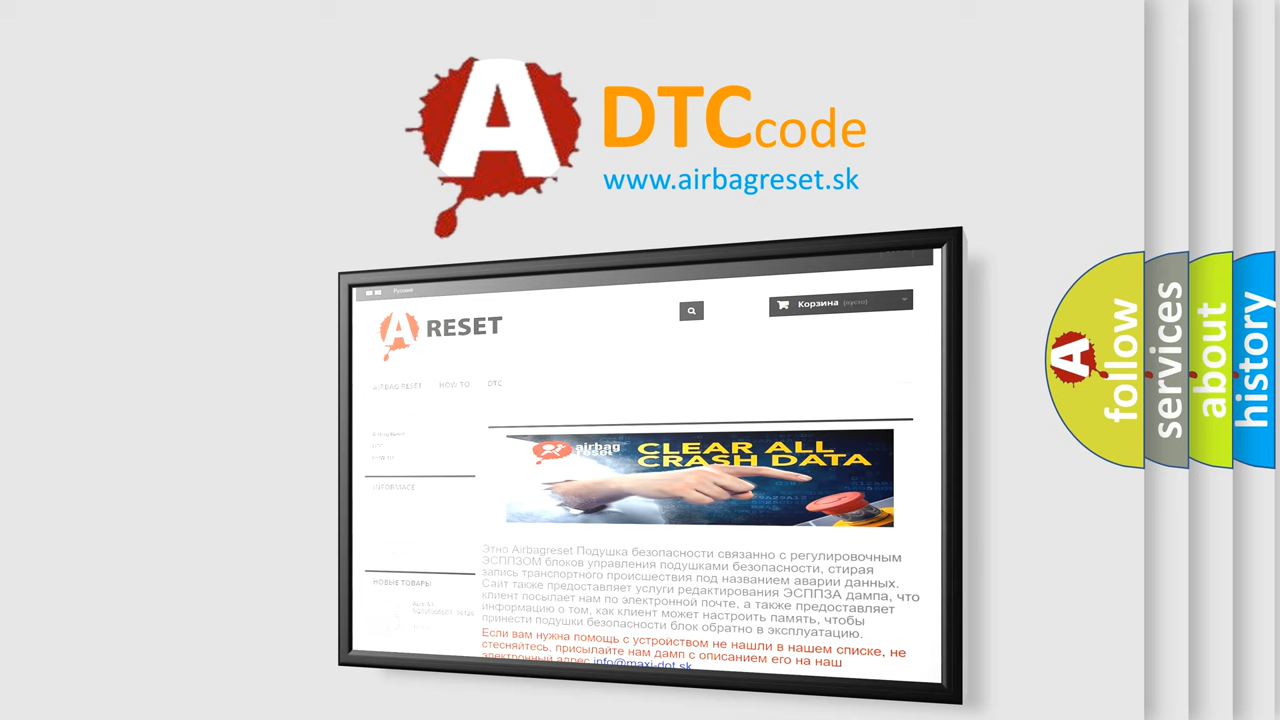 A DTCcode
www.airbagreset.sk
Русский
A RESET
Корзина (пусто)
AIRBAG RESET HOW TO DTC
INFORMACE
НОВЫЕ ТОВАРЫ
airbag
reset
CLEAR ALL
CRASH DATA
Этно Airbagreset Подушка безопасности связанно с регулировочным
ЭСППЗОМ блоков управления подушками безопасности, стирая
запись транспортного происшествия под названием аварии данных.
Сайт также предоставляет услуги редактирования ЭСППЗА дампа, что
клиент посылает нам по электронной почте, а также предоставляет
информацию о том, как клиент может настроить память, чтобы
принести подушки безопасности блок обратно в эксплуатацию.
Если вам нужна помощь с устройством не нашли в нашем списке, не
стесняйтесь, присылайте нам дамп с описанием его на наш
электронный адрес info@maxi-dot.sk
A
follow
services
about
history